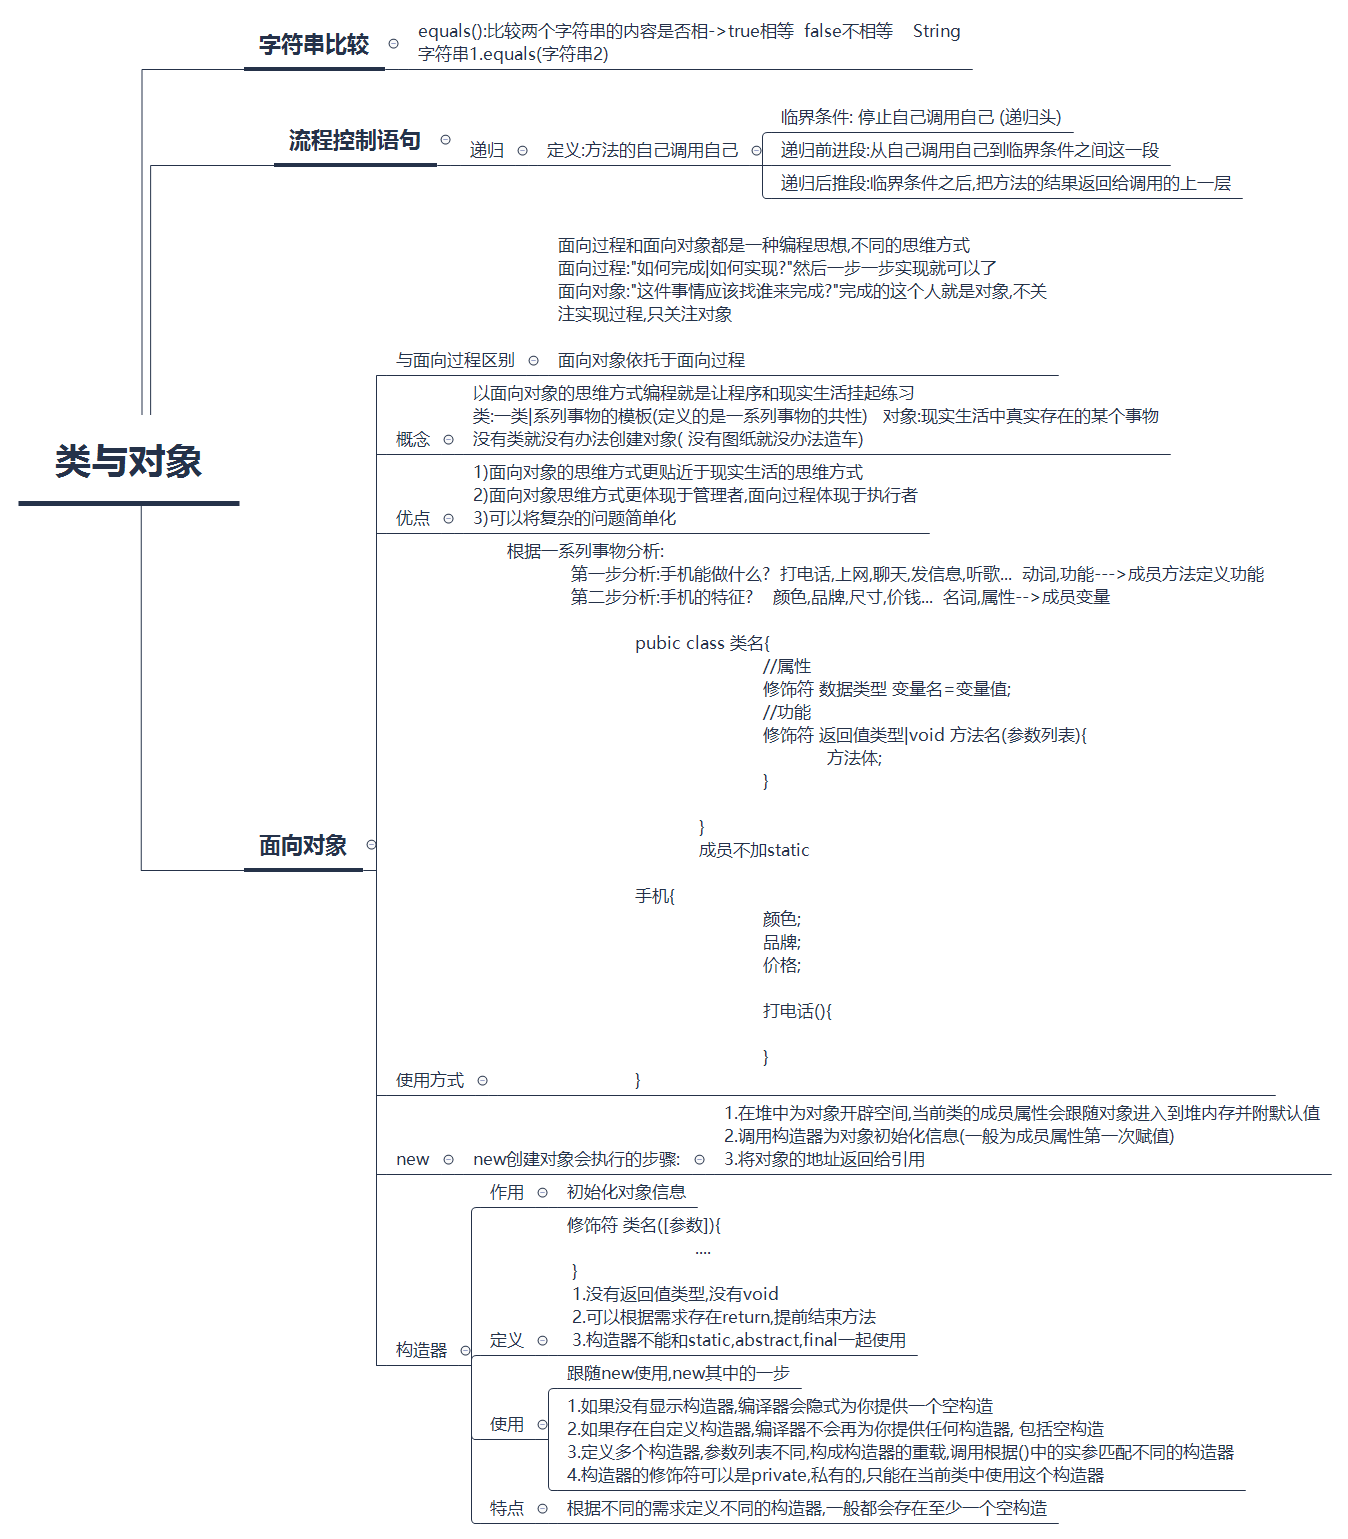 字符串比较
equals():比较两个字符串的内容是否相->true相等  false不相等    String
字符串1.equals(字符串2)
流程控制语句
递归
定义:方法的自己调用自己
临界条件: 停止自己调用自己 (递归头)
递归前进段:从自己调用自己到临界条件之间这一段
递归后推段:临界条件之后,把方法的结果返回给调用的上一层
类与对象
面向对象
与面向过程区别
面向过程和面向对象都是一种编程思想,不同的思维方式
面向过程:"如何完成|如何实现?"然后一步一步实现就可以了
面向对象:"这件事情应该找谁来完成?"完成的这个人就是对象,不关
注实现过程,只关注对象
面向对象依托于面向过程
概念
以面向对象的思维方式编程就是让程序和现实生活挂起练习
类:一类|系列事物的模板(定义的是一系列事物的共性)   对象:现实生活中真实存在的某个事物
没有类就没有办法创建对象( 没有图纸就没办法造车)
优点
1)面向对象的思维方式更贴近于现实生活的思维方式
2)面向对象思维方式更体现于管理者,面向过程体现于执行者
3)可以将复杂的问题简单化
使用方式
根据一系列事物分析:
第一步分析:手机能做什么?  打电话,上网,聊天,发信息,听歌...  动词,功能--->成员方法定义功能
第二步分析:手机的特征?    颜色,品牌,尺寸,价钱...  名词,属性-->成员变量
pubic class 类名{
//属性
修饰符 数据类型 变量名=变量值;
//功能
修饰符 返回值类型|void 方法名(参数列表){
方法体;
}
}
成员不加static
手机{
颜色;
品牌;
价格;
打电话(){
}
}
new
new创建对象会执行的步骤:
1.在堆中为对象开辟空间,当前类的成员属性会跟随对象进入到堆内存并附默认值
2.调用构造器为对象初始化信息(一般为成员属性第一次赋值)
3.将对象的地址返回给引用
构造器
作用
初始化对象信息
定义
修饰符 类名([参数]){
....
}
1.没有返回值类型,没有void
2.可以根据需求存在return,提前结束方法
3.构造器不能和static,abstract,final一起使用
使用
跟随new使用,new其中的一步
1.如果没有显示构造器,编译器会隐式为你提供一个空构造
2.如果存在自定义构造器,编译器不会再为你提供任何构造器, 包括空构造
3.定义多个构造器,参数列表不同,构成构造器的重载,调用根据()中的实参匹配不同的构造器
4.构造器的修饰符可以是private,私有的,只能在当前类中使用这个构造器
特点
根据不同的需求定义不同的构造器,一般都会存在至少一个空构造